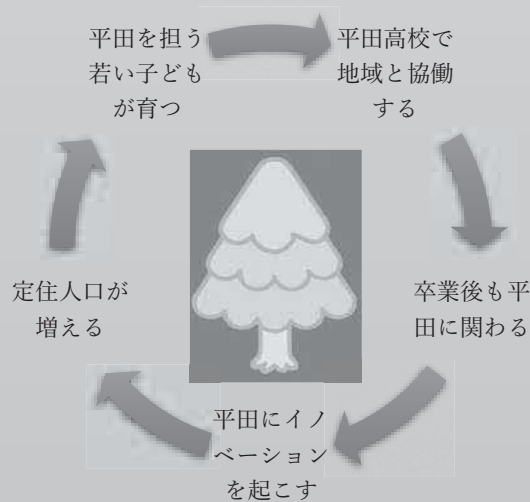 平田を担う
若い子ども
が育つ
平田高校で
地域と協働
する
卒業後も平
田に関わる
平田にイノ
ベーション
を起こす
定住人口が
増える